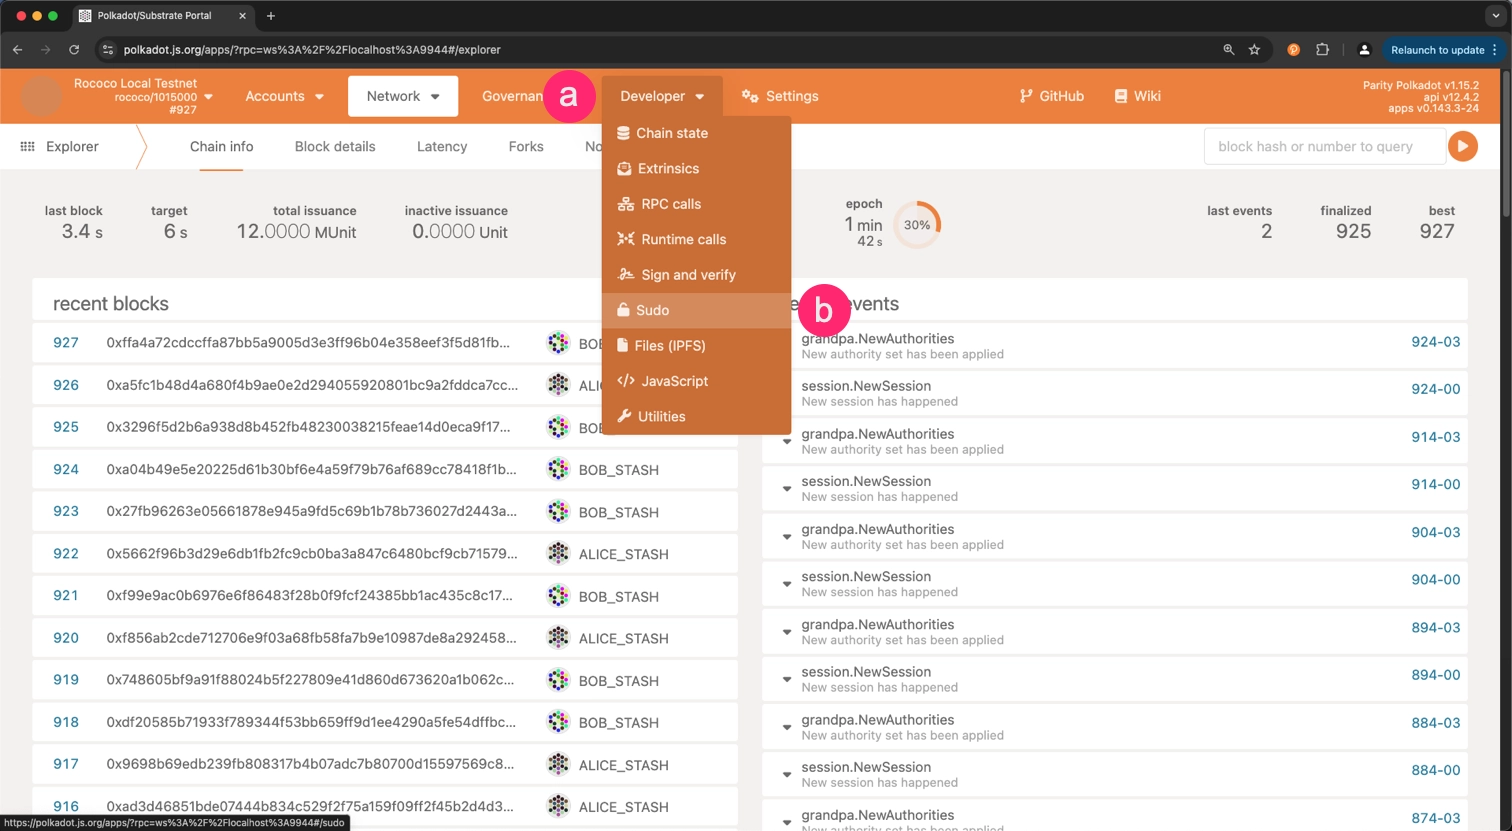 Polkadot/Substrate Portal
polkadot.js.org/apps/?rpc=ws%3A%2F%2Flocalhost%3A9944#/explorer
Relaunch to update
Rococo Local Testnet
rococo/1015000
#927
Accounts
Network
Governan
a
Developer
Settings
GitHub
Wiki
Parity Polkadot v1.15.2
api v12.4.2
apps v0.143.3-24
Explorer
Chain info
Block details
Latency
Forks
No
block hash or number to query
Chain state
Extrinsics
RPC calls
Runtime calls
Sign and verify
Sudo
Files (IPFS)
JavaScript
Utilities
b
last block
3.4 s
target
6 s
total issuance
12.0000 MUnit
inactive issuance
0.0000 Unit
epoch
1 min
42 s
30%
last events
2
finalized
925
best
927
recent blocks
927 0xffa4a72cdccffa87bb5a9005d3e3ff96b04e358eef3f5d81fb... BO
926 0xa5fc1b48d4a680f4b9ae0e2d294055920801bc9a2fddca7cc... ALI
925 0x3296f5d2b6a938d8b452fb48230038215feae14d0eca9f17... BO
924 0xa04b49e5e20225d61b30bf6e4a59f79b76af689cc78418f1b... BOB_STASH
923 0x27fb96263e05661878e945a9fd5c69b1b78b736027d2443a... BOB_STASH
922 0x5662f96b3d29e6db1fb2fc9cb0ba3a847c6480bcf9cb71579... ALICE_STASH
921 0xf99e9ac0b6976e6f86483f28b0f9fcf24385bb1ac435c8c17... BOB_STASH
920 0xf856ab2cde712706e9f03a68fb58fa7b9e10987de8a292458... ALICE_STASH
919 0x748605bf9a91f88024b5f227809e41d860d673620a1b062c... BOB_STASH
918 0xdf20585b71933f789344f53bb659ff9d1ee4290a5fe54dffbc... BOB_STASH
917 0x9698b69edb239fb808317b4b07adc7b80700d15597569c8... ALICE_STASH
916 0xad3d46851bde07444b834c529f2f75a159f09ff2f45b2d4d3... ALICE_STASH
events
grandpa.NewAuthorities 924-03
New authority set has been applied
session.NewSession 924-00
New session has happened
grandpa.NewAuthorities 914-03
New authority set has been applied
session.NewSession 914-00
New session has happened
grandpa.NewAuthorities 904-03
New authority set has been applied
session.NewSession 904-00
New session has happened
grandpa.NewAuthorities 894-03
New authority set has been applied
session.NewSession 894-00
New session has happened
grandpa.NewAuthorities 884-03
New authority set has been applied
session.NewSession 884-00
New session has happened
grandpa.NewAuthorities 874-03
New authority set has been applied
https://polkadot.js.org/apps/?rpc=ws%3A%2F%2Flocalhost%3A9944#/sudo